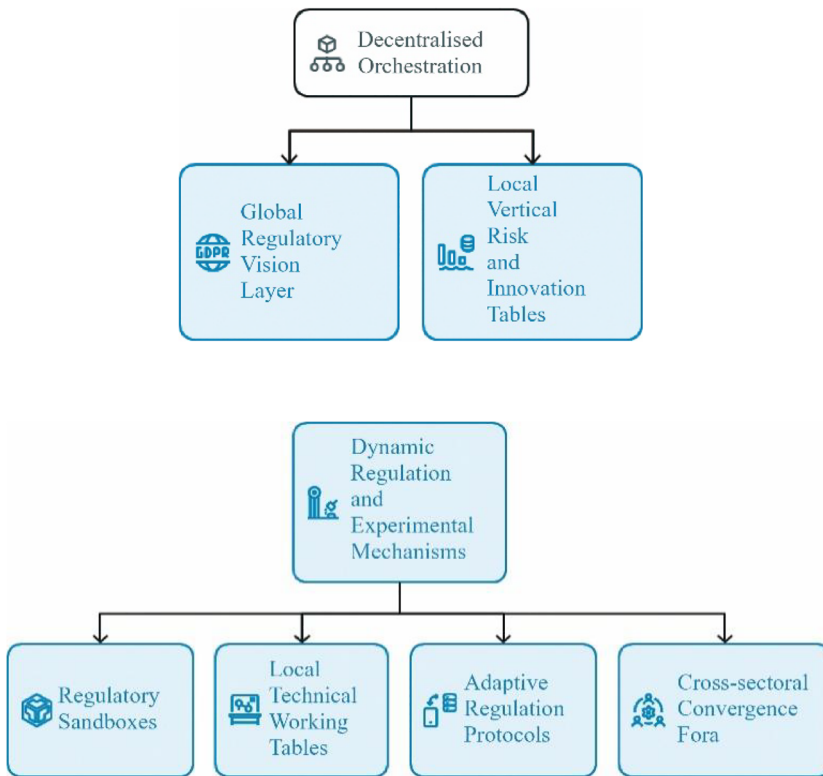 Decentralised
Orchestration
Global
Regulatory
Vision
Layer
GDPR
Local
Vertical
Risk
and
Innovation
Tables
Dynamic
Regulation
and
Experimental
Mechanisms
Regulatory
Sandboxes
Local
Technical
Working
Tables
Adaptive
Regulation
Protocols
Cross-sectoral
Convergence
Fora